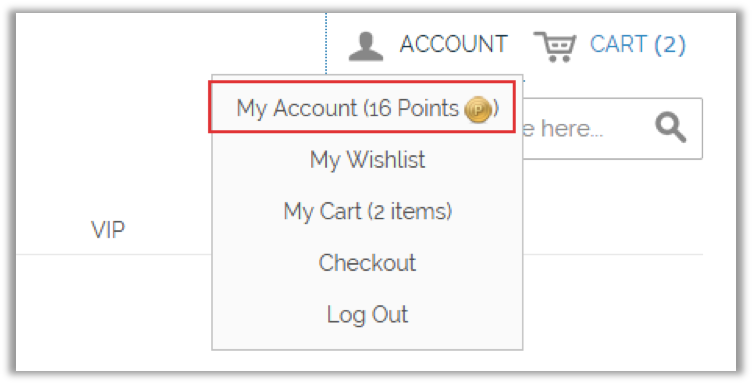 ACCOUNT CART (2)
My Account (16 Points P)
e here...
My Wishlist
My Cart (2 items)
VIP
Checkout
Log Out